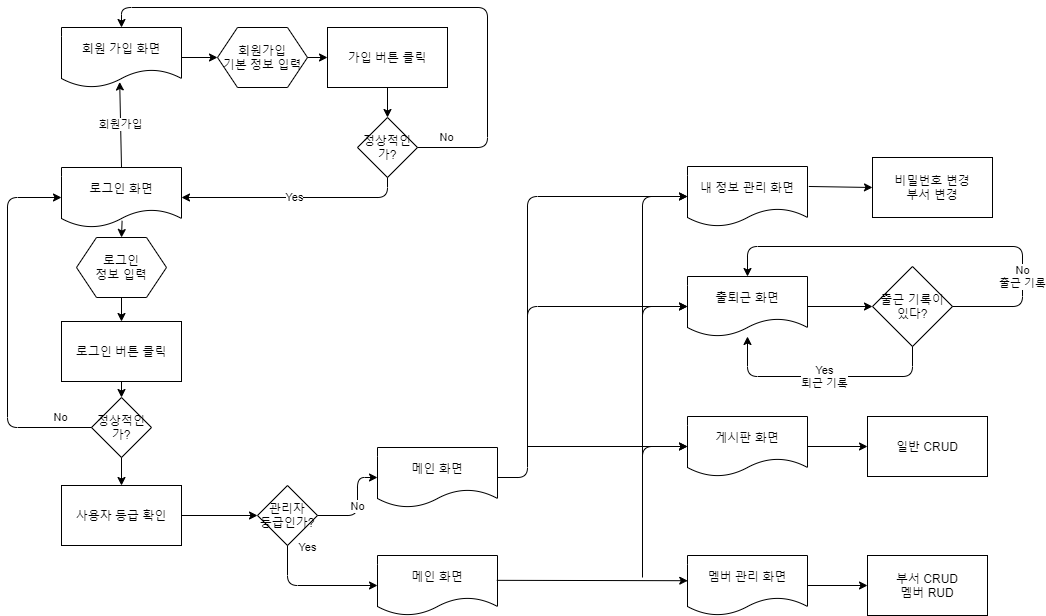 회원 가입 화면
회원가입
기본 정보 입력
가입 버튼 클릭
회원가입
정상적인
가?
No
Yes
로그인 화면
로그인
정보 입력
로그인 버튼 클릭
정상적인
가?
No
사용자 등급 확인
관리자
등급인가?
No
Yes
메인 화면
메인 화면
내 정보 관리 화면
비밀번호 변경
부서 변경
출퇴근 화면
출근 기록이
있다?
No
출근 기록
Yes
퇴근 기록
게시판 화면
일반 CRUD
멤버 관리 화면
부서 CRUD
멤버 RUD